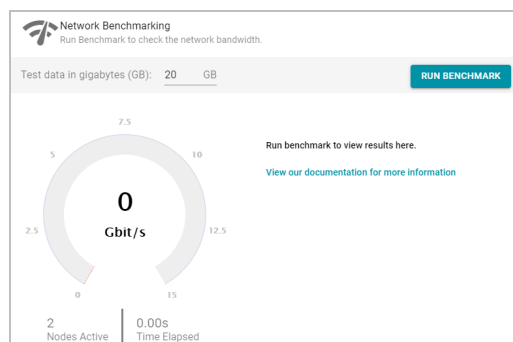 Network Benchmarking
Run Benchmark to check the network bandwidth.
Test data in gigabytes (GB): 20 GB
RUN BENCHMARK
7.5
5 10
Run benchmark to view results here.
View our documentation for more information
0
Gbit/s
2.5 12.5
0 15
2 0.00s
Nodes Active Time Elapsed